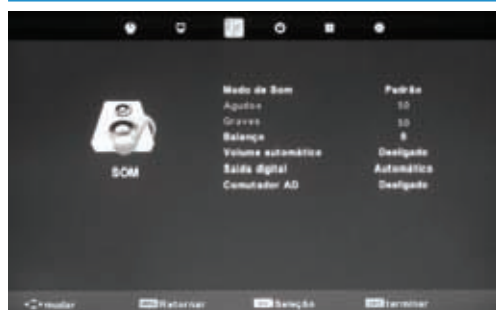 Modo de Som Padrão
Agudos 50
Graves 50
Balanço 0
Volume automático Desligado
Saída digital Automático
Comutador AD Desligado
SOM
mudar Retornar Seleção terminar